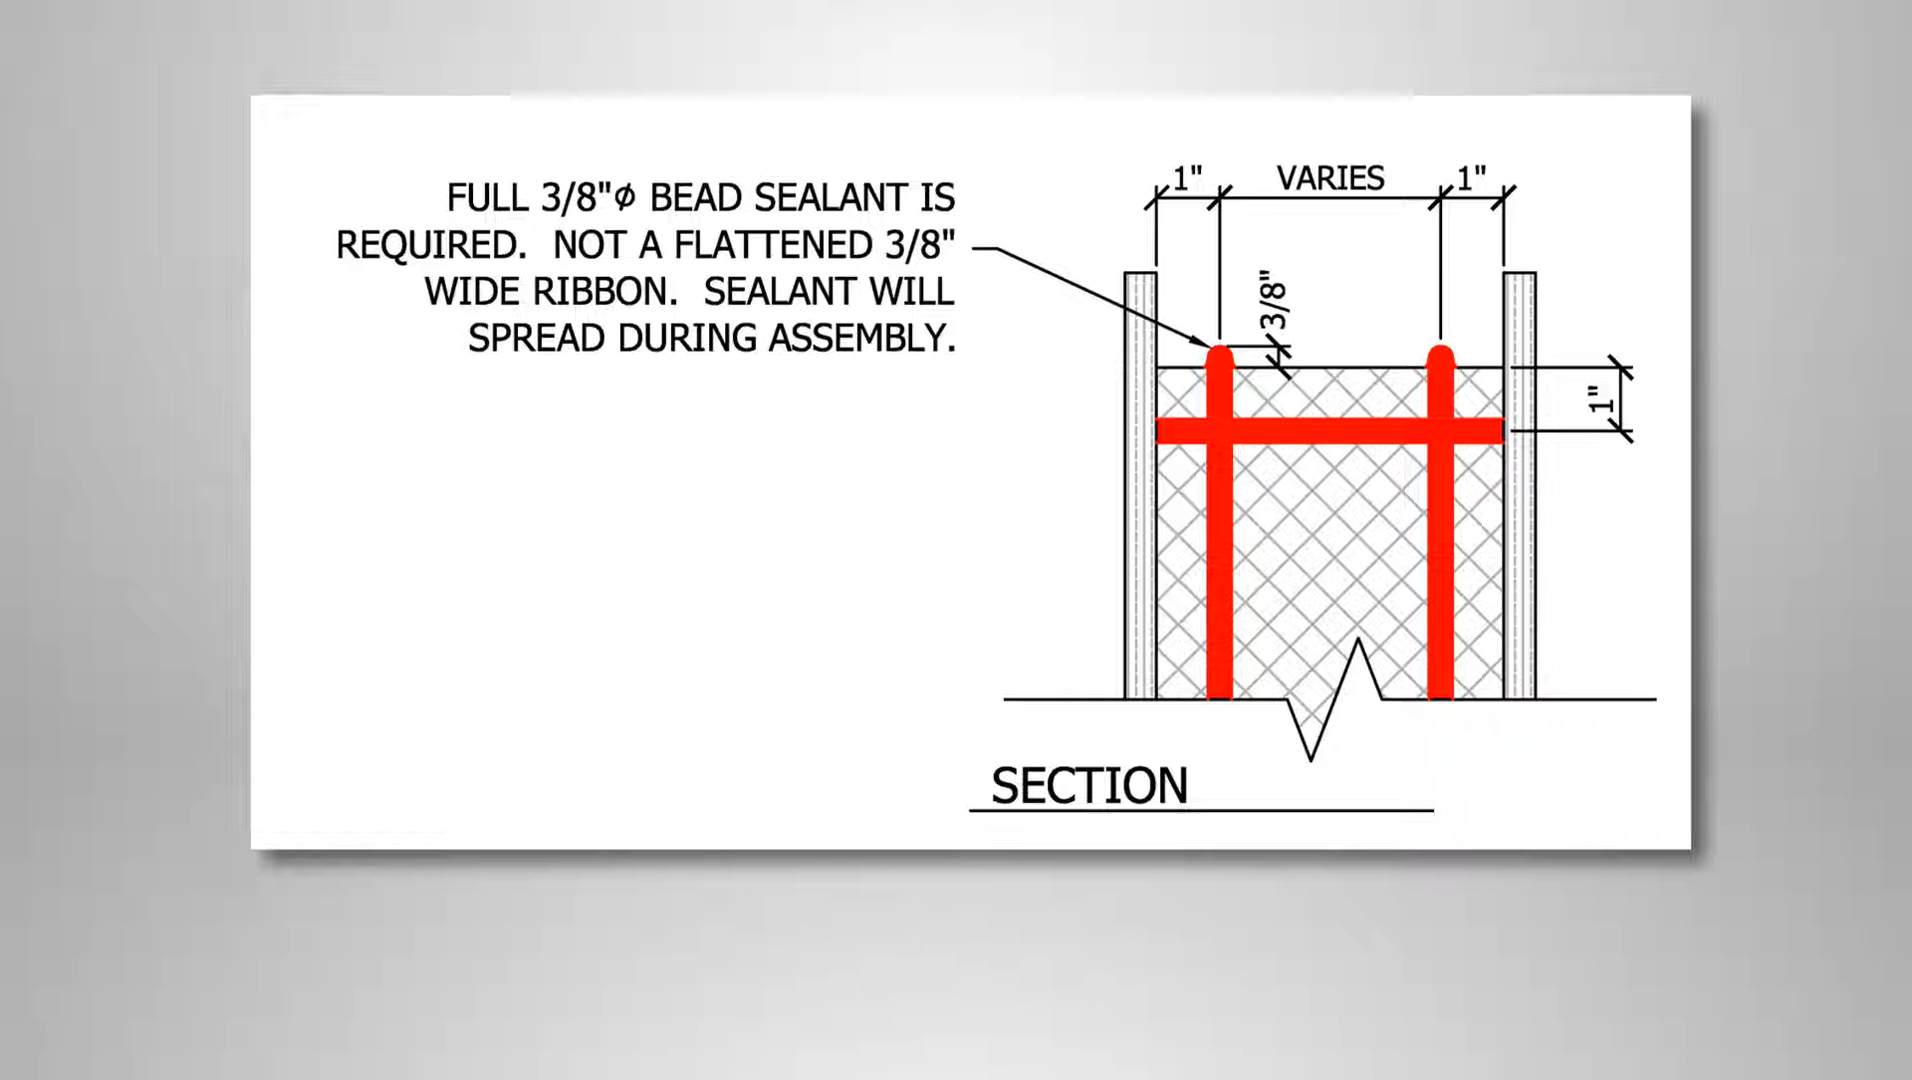 FULL 3/8"⌀ BEAD SEALANT IS
REQUIRED. NOT A FLATTENED 3/8"
WIDE RIBBON. SEALANT WILL
SPREAD DURING ASSEMBLY.
1" VARIES 1"
3/8"
1"
SECTION